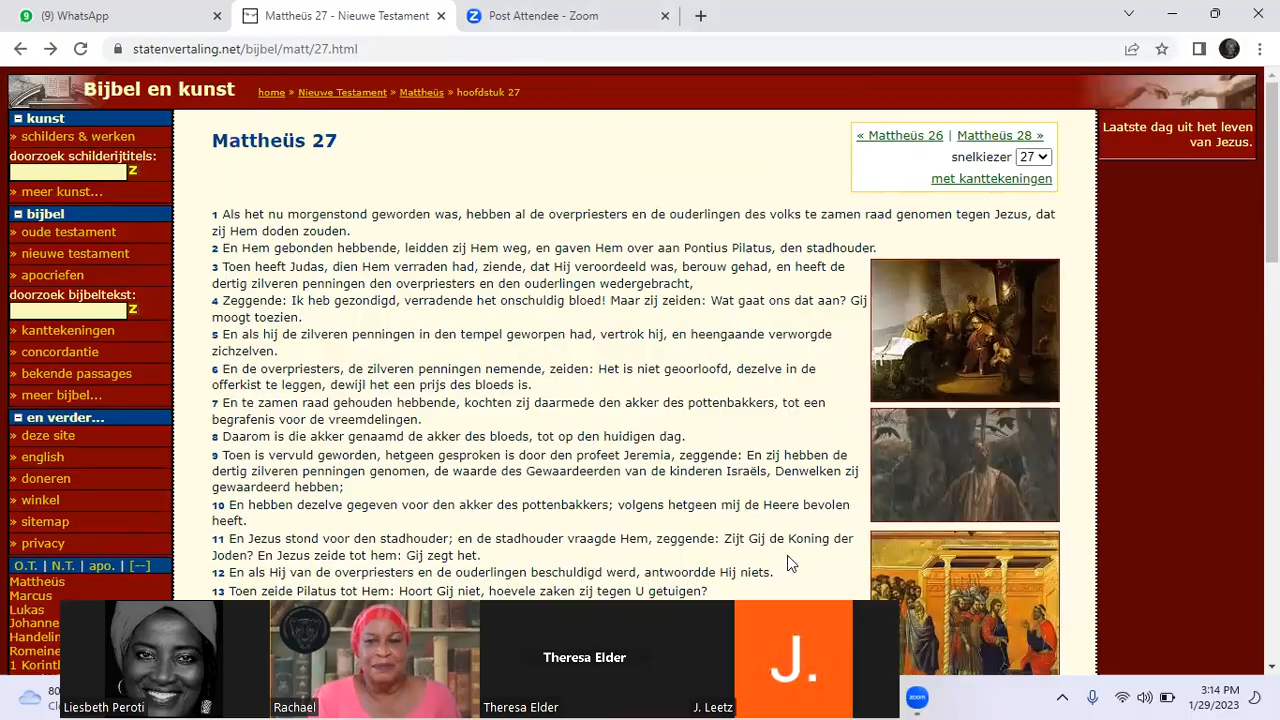 (9) WhatsApp
Mattheüs 27 - Nieuwe Testament
Post Attendee - Zoom
statenvertaling.net/bijbel/matt/27.html
Bijbel en kunst
home » Nieuwe Testament » Mattheüs » hoofdstuk 27
kunst
» schilders & werken
doorzoek schilderijtitels:
z
» meer kunst...
bijbel
» oude testament
» nieuwe testament
» apocriefen
doorzoek bijbeltekst:
z
» kanttekeningen
» concordantie
» bekende passages
» meer bijbel...
en verder...
» deze site
» english
» doneren
» winkel
» sitemap
» privacy
O.T. | N.T. | apo. | [--]
Mattheüs
Marcus
Lukas
Johanne
Handelin
Romeine
1 Korinth
Mattheüs 27
« Mattheüs 26 | Mattheüs 28 »
snelkiezer 27
met kanttekeningen
1 Als het nu morgenstond geworden was, hebben al de overpriesters en de ouderlingen des volks te zamen raad genomen tegen Jezus, dat
zij Hem doden zouden.
2 En Hem gebonden hebbende, leidden zij Hem weg, en gaven Hem over aan Pontius Pilatus, den stadhouder.
3 Toen heeft Judas, dien Hem verraden had, ziende, dat Hij veroordeeld was, berouw gehad, en heeft de
dertig zilveren penningen den overpriesters en den ouderlingen wedergebracht,
4 Zeggende: Ik heb gezondigd, verradende het onschuldig bloed! Maar zij zeiden: Wat gaat ons dat aan? Gij
moogt toezien.
5 En als hij de zilveren penningen in den tempel geworpen had, vertrok hij, en heengaande verworgde
zichzelven.
6 En de overpriesters, de zilveren penningen nemende, zeiden: Het is niet geoorloofd, dezelve in de
offerkist te leggen, dewijl het een prijs des bloeds is.
7 En te zamen raad gehouden hebbende, kochten zij daarmede den akker des pottenbakkers, tot een
begrafenis voor de vreemdelingen.
8 Daarom is die akker genaamd de akker des bloeds, tot op den huidigen dag.
9 Toen is vervuld geworden, hetgeen gesproken is door den profeet Jeremia, zeggende: En zij hebben de
dertig zilveren penningen genomen, de waarde des Gewaardeerden van de kinderen Israëls, Denwelken zij
gewaardeerd hebben;
10 En hebben dezelve gegeven voor den akker des pottenbakkers; volgens hetgeen mij de Heere bevolen
heeft.
11 En Jezus stond voor den stadhouder; en de stadhouder vraagde Hem, zeggende: Zijt Gij de Koning der
Joden? En Jezus zeide tot hem: Gij zegt het.
12 En als Hij van de overpriesters en de ouderlingen beschuldigd werd, antwoordde Hij niets.
13 Toen zeide Pilatus tot Hem: Hoort Gij niet, hoevele zaken zij tegen U getuigen?
Laatste dag uit het leven
van Jezus.
Liesbeth Peroti
Rachael
Theresa Elder
Theresa Elder
J.
J. Leetz
zoom
3:14 PM
1/29/2023